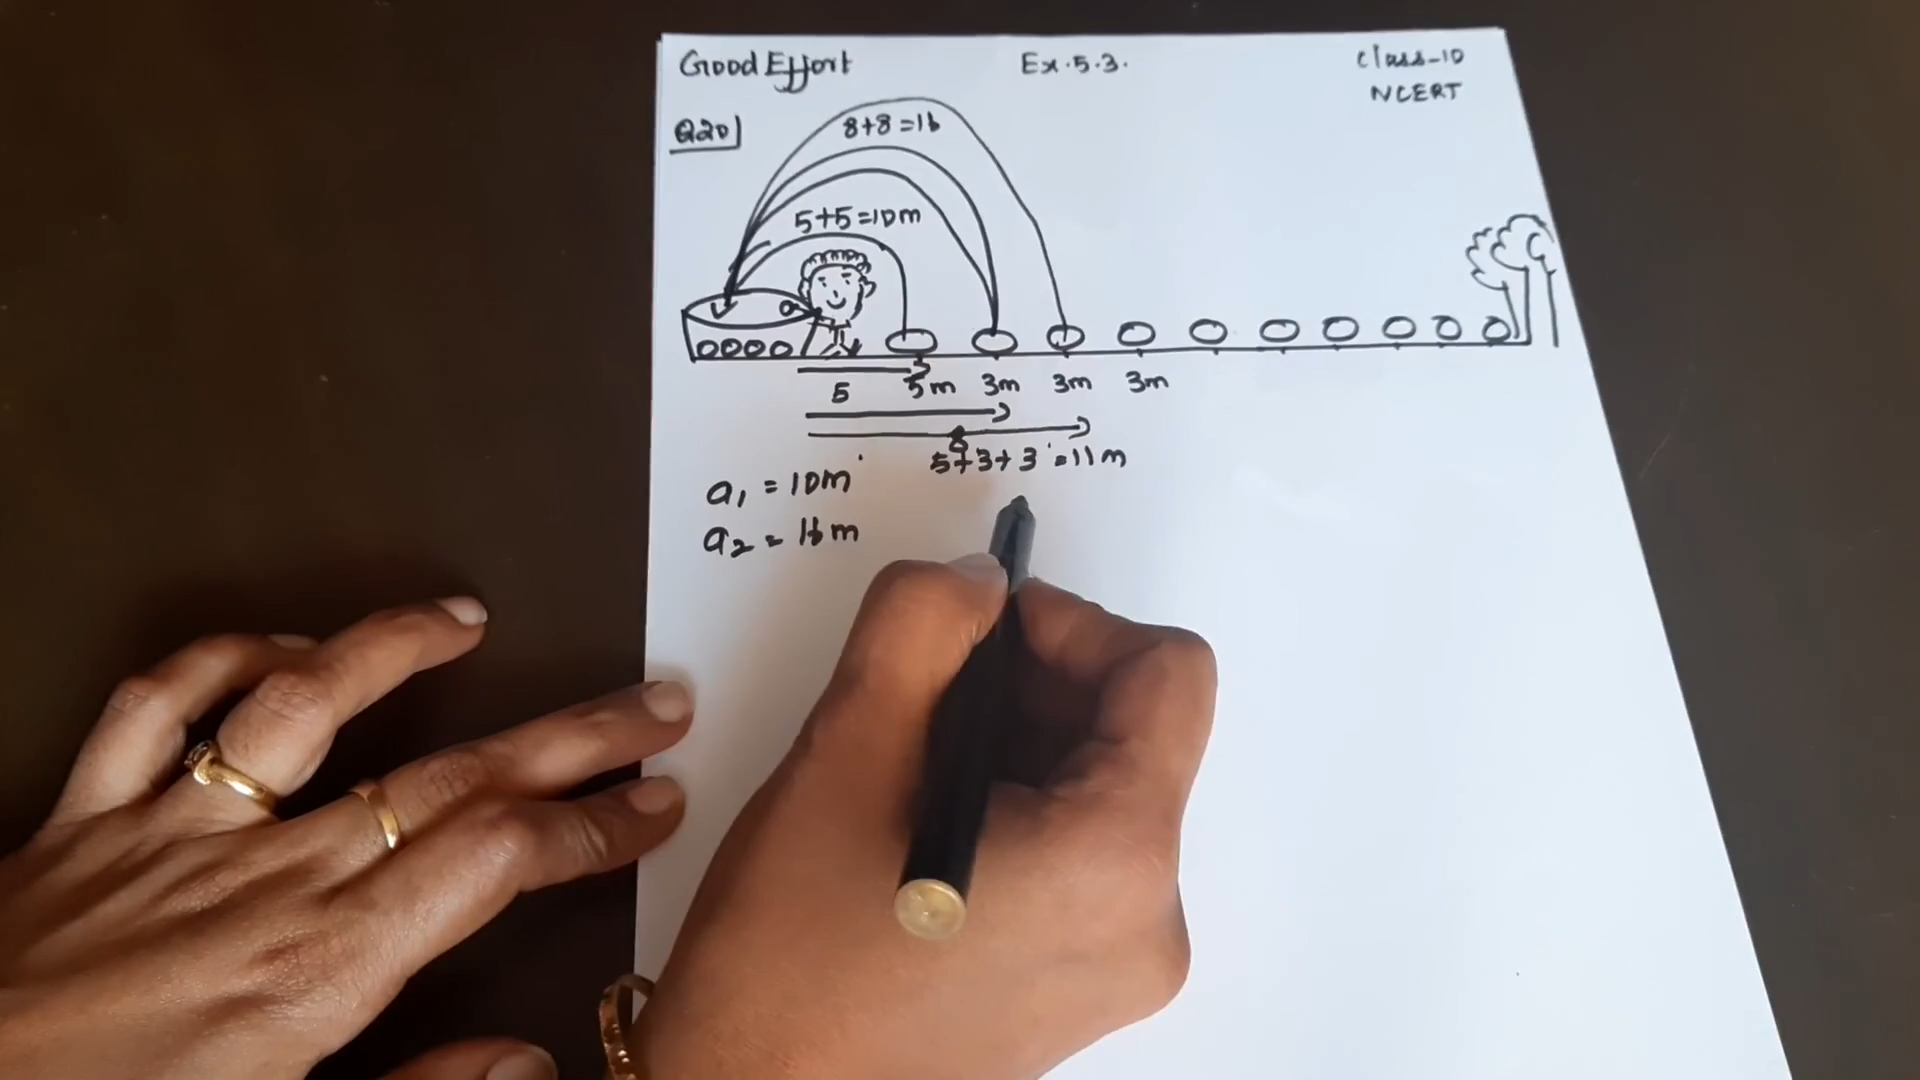 Good Effort Ex.5.3. Class-10
NCERT
Q20)
8+8=16
5+5=10m
5 5m 3m 3m 3m
8
5+3+3=11m
a₁ = 10m
a₂ = 16m